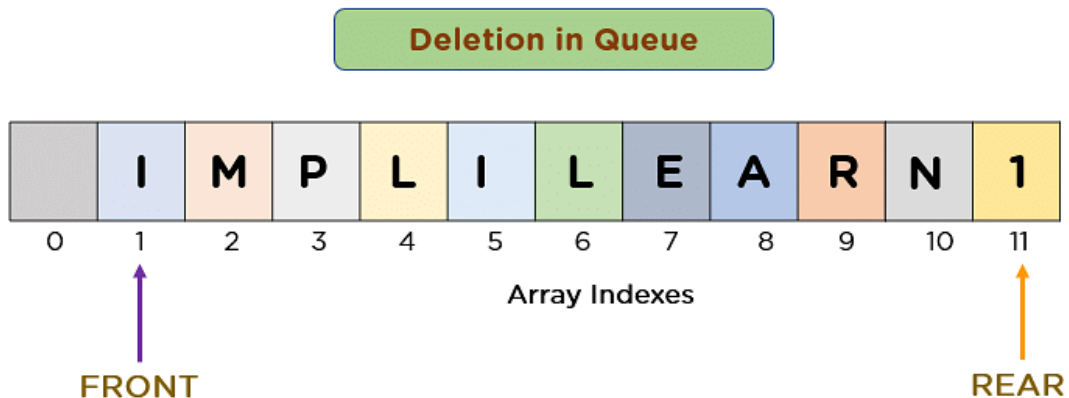 Deletion in Queue
I M P L I L E A R N 1
0 1 2 3 4 5 6 7 8 9 10 11
Array Indexes
FRONT REAR